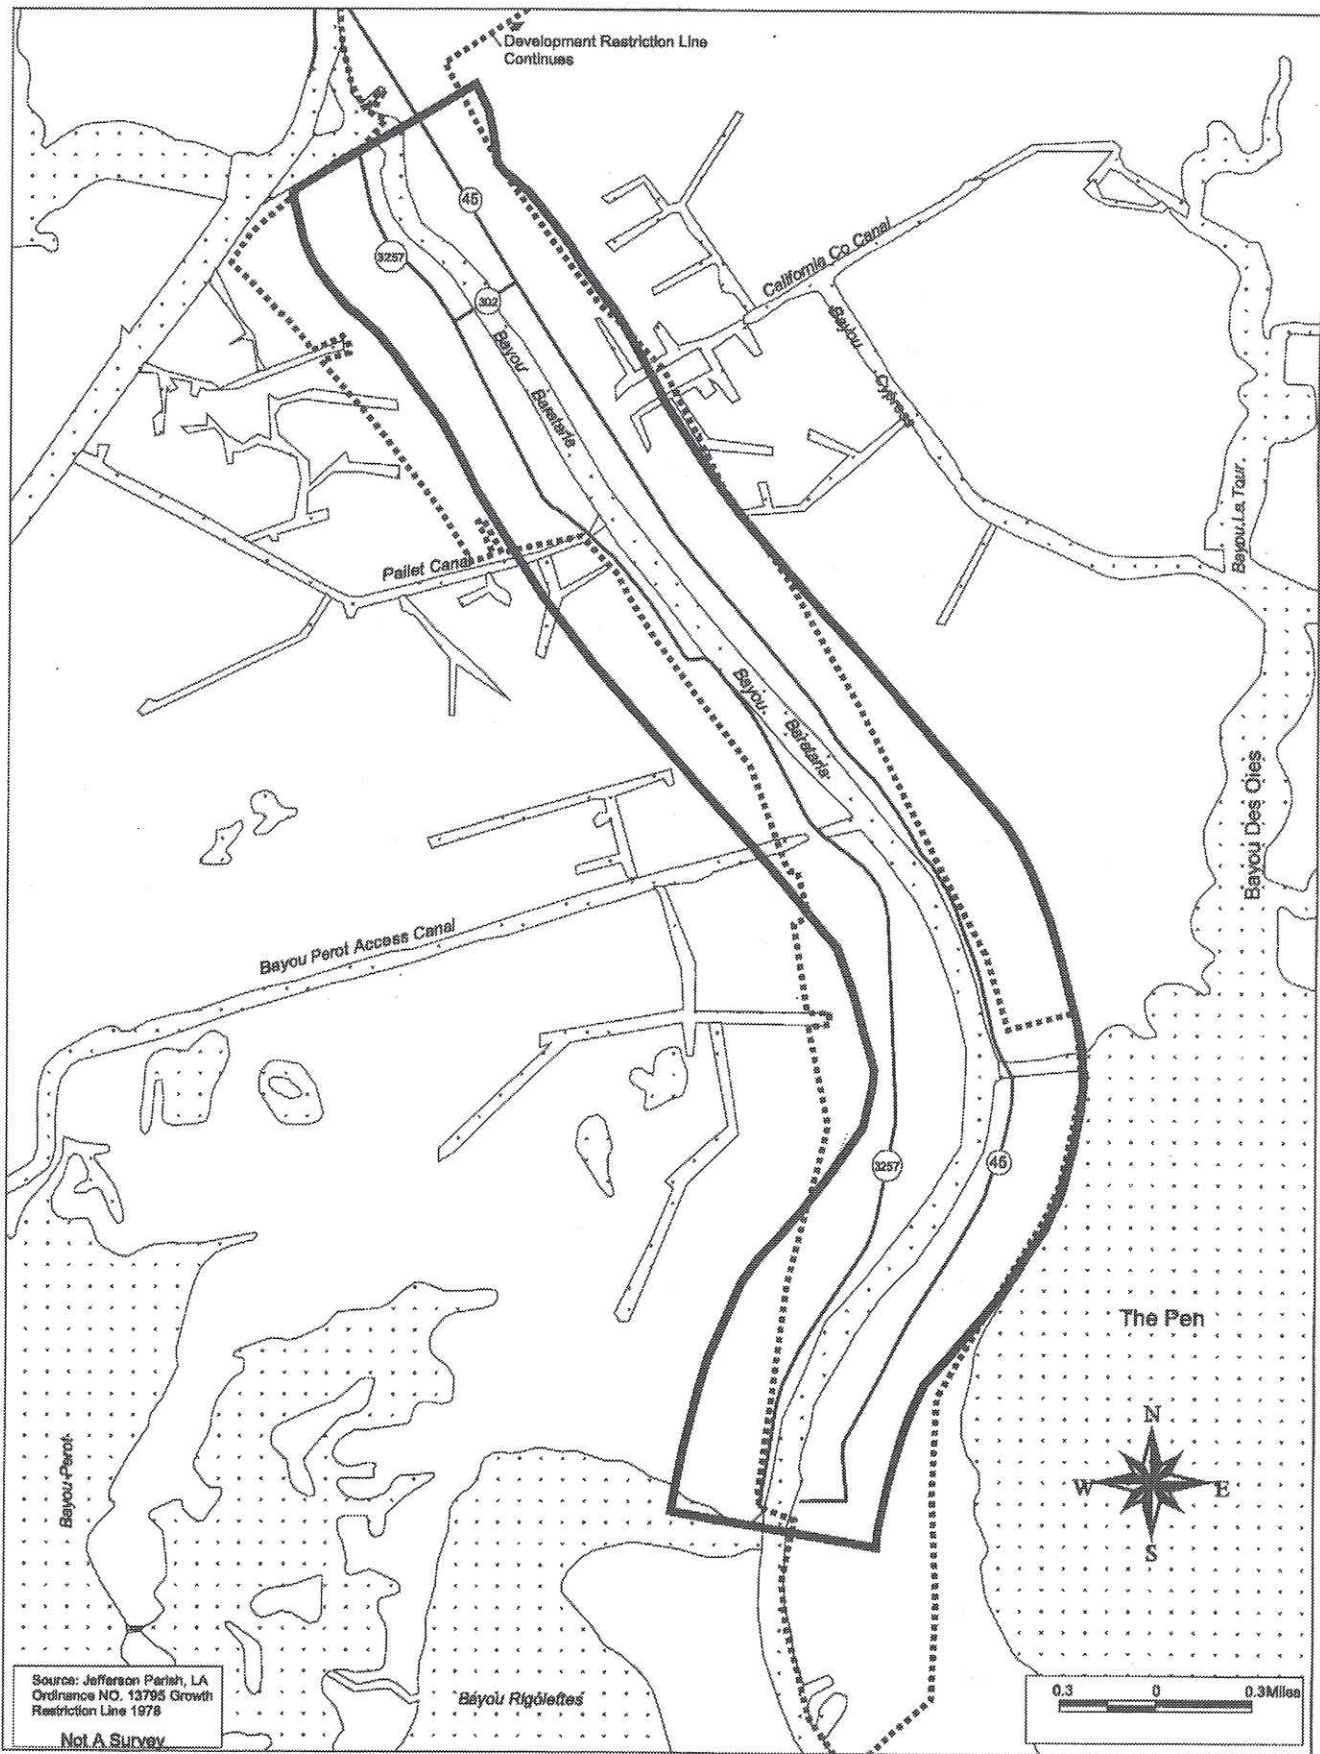 Development Restriction Line
Continues
45
3257
302
California Co Canal
Bayou Cypress
Bayou Barataria
Pailet Canal
Bayou La Tour
Bayou Barataria
Bayou Des Oies
Bayou Perot Access Canal
3257
45
The Pen
N
W E
S
Bayou Perot
Bayou Rigolettes
Source: Jefferson Parish, LA
Ordinance NO. 13795 Growth
Restriction Line 1978
Not A Survey
0.3 0 0.3Miles